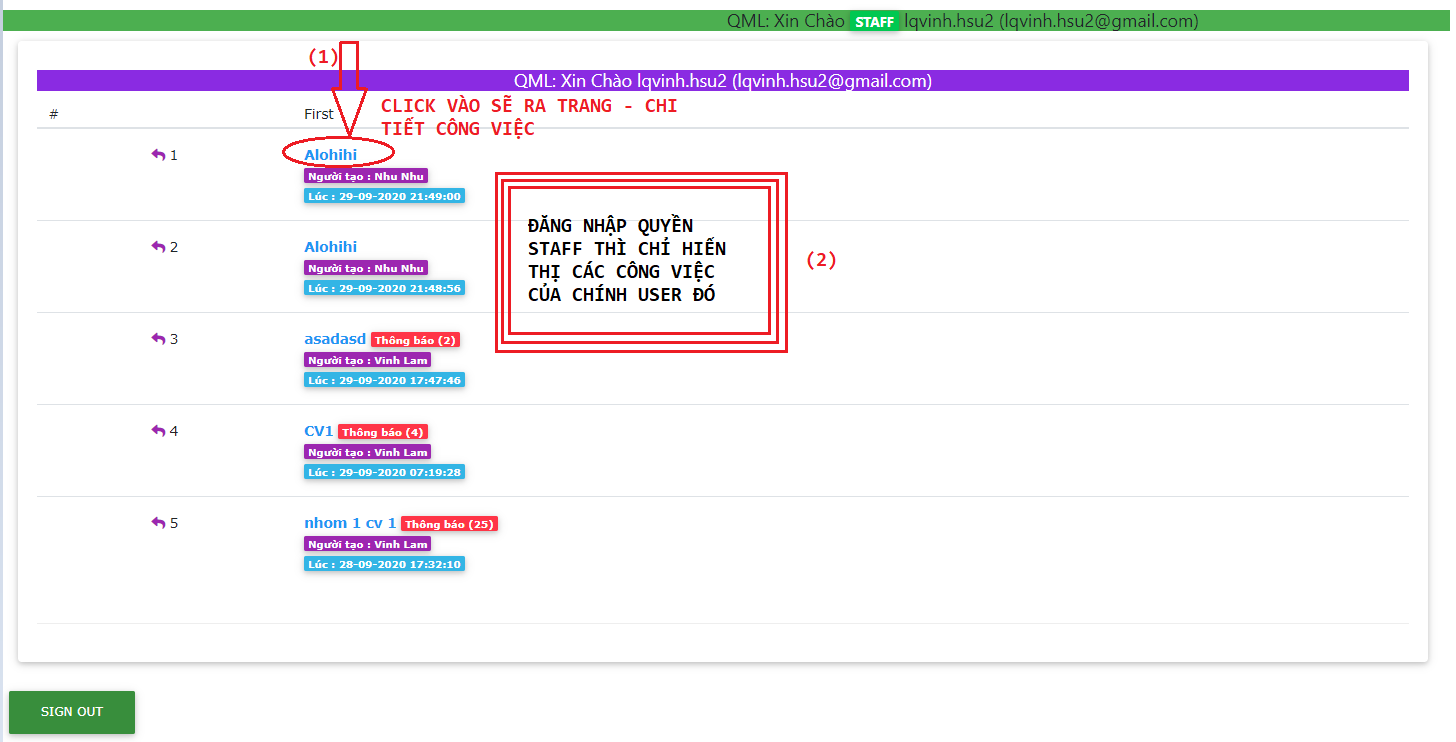 QML: Xin Chào STAFF lqvinh.hsu2 (lqvinh.hsu2@gmail.com)
(1)
QML: Xin Chào lqvinh.hsu2 (lqvinh.hsu2@gmail.com)
# First
CLICK VÀO SẼ RA TRANG - CHI
TIẾT CÔNG VIỆC
1 Alohihi
Người tạo : Nhu Nhu
Lúc : 29-09-2020 21:49:00
ĐĂNG NHẬP QUYỀN
STAFF THÌ CHỈ HIẾN
THỊ CÁC CÔNG VIỆC
CỦA CHÍNH USER ĐÓ
(2)
2 Alohihi
Người tạo : Nhu Nhu
Lúc : 29-09-2020 21:48:56
3 asadasd Thông báo (2)
Người tạo : Vinh Lam
Lúc : 29-09-2020 17:47:46
4 CV1 Thông báo (4)
Người tạo : Vinh Lam
Lúc : 29-09-2020 07:19:28
5 nhom 1 cv 1 Thông báo (25)
Người tạo : Vinh Lam
Lúc : 28-09-2020 17:32:10
SIGN OUT